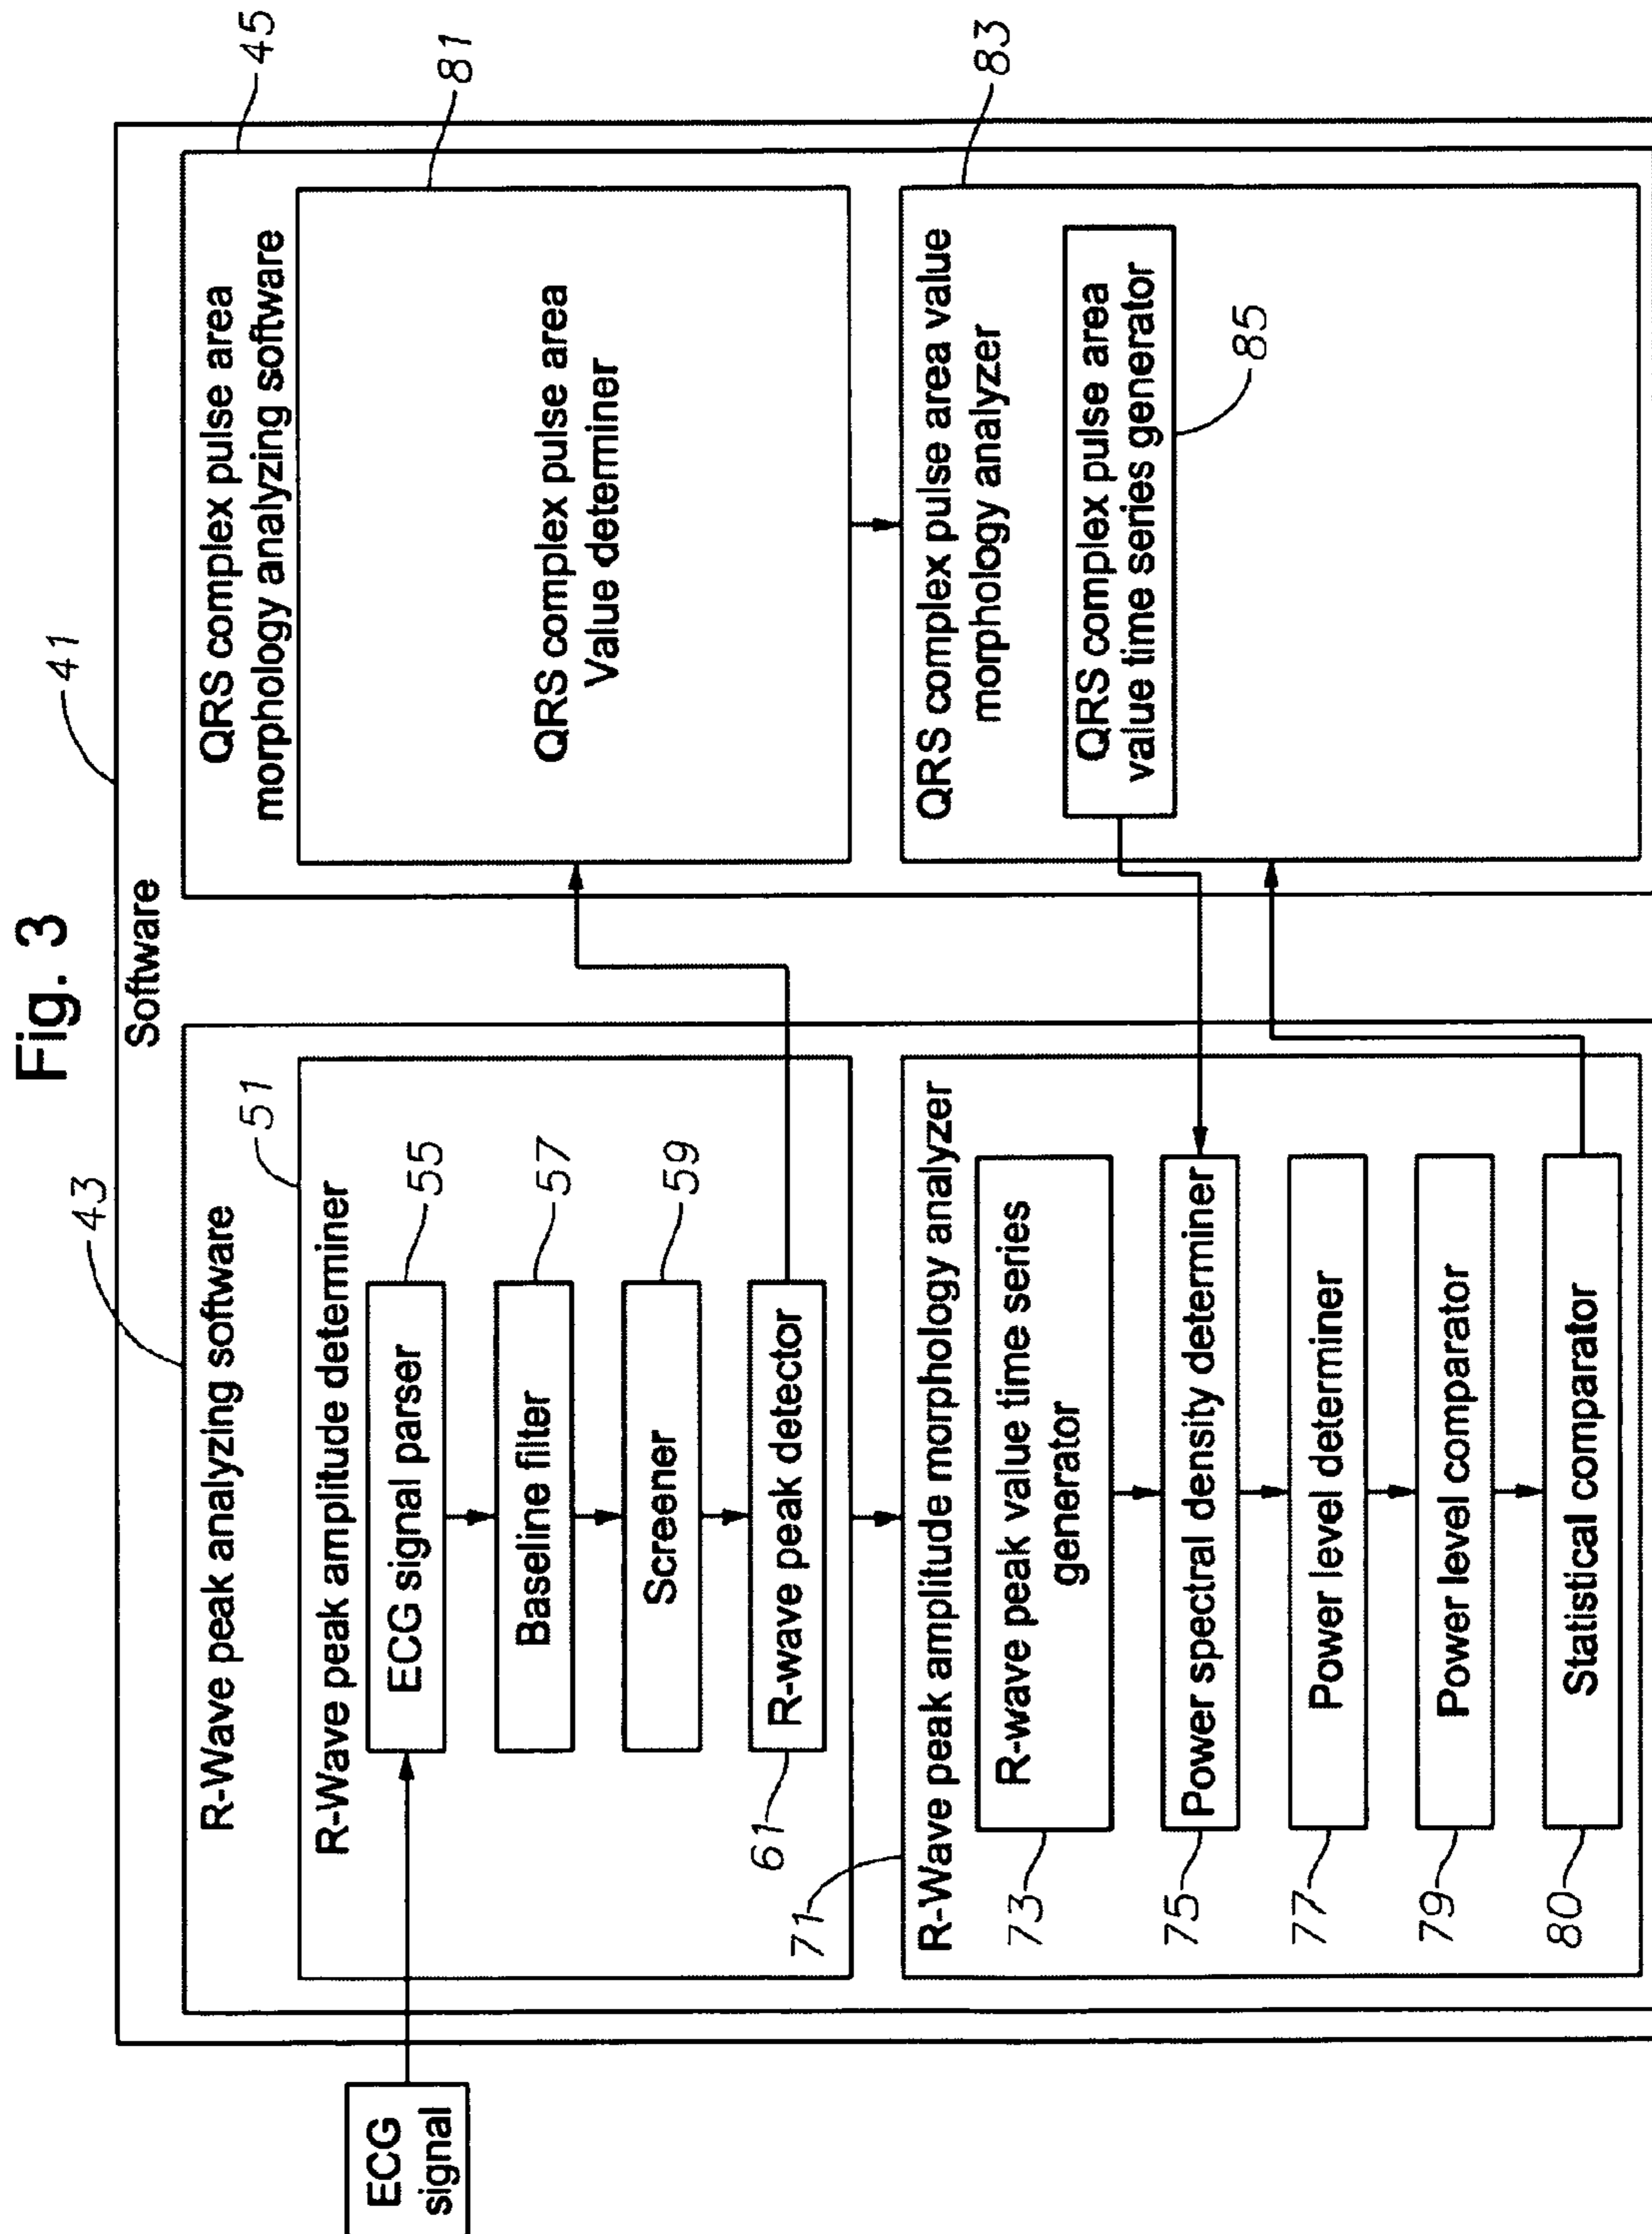 Fig. 3
41
Software
43
R-Wave peak analyzing software
51
R-Wave peak amplitude determiner
ECG
signal
ECG signal parser
55
Baseline filter
57
Screener
59
R-wave peak detector
61
71
R-Wave peak amplitude morphology analyzer
R-wave peak value time series
generator
73
Power spectral density determiner
75
Power level determiner
77
Power level comparator
79
Statistical comparator
80
45
QRS complex pulse area
morphology analyzing software
81
QRS complex pulse area
Value determiner
83
QRS complex pulse area value
morphology analyzer
QRS complex pulse area
value time series generator
85